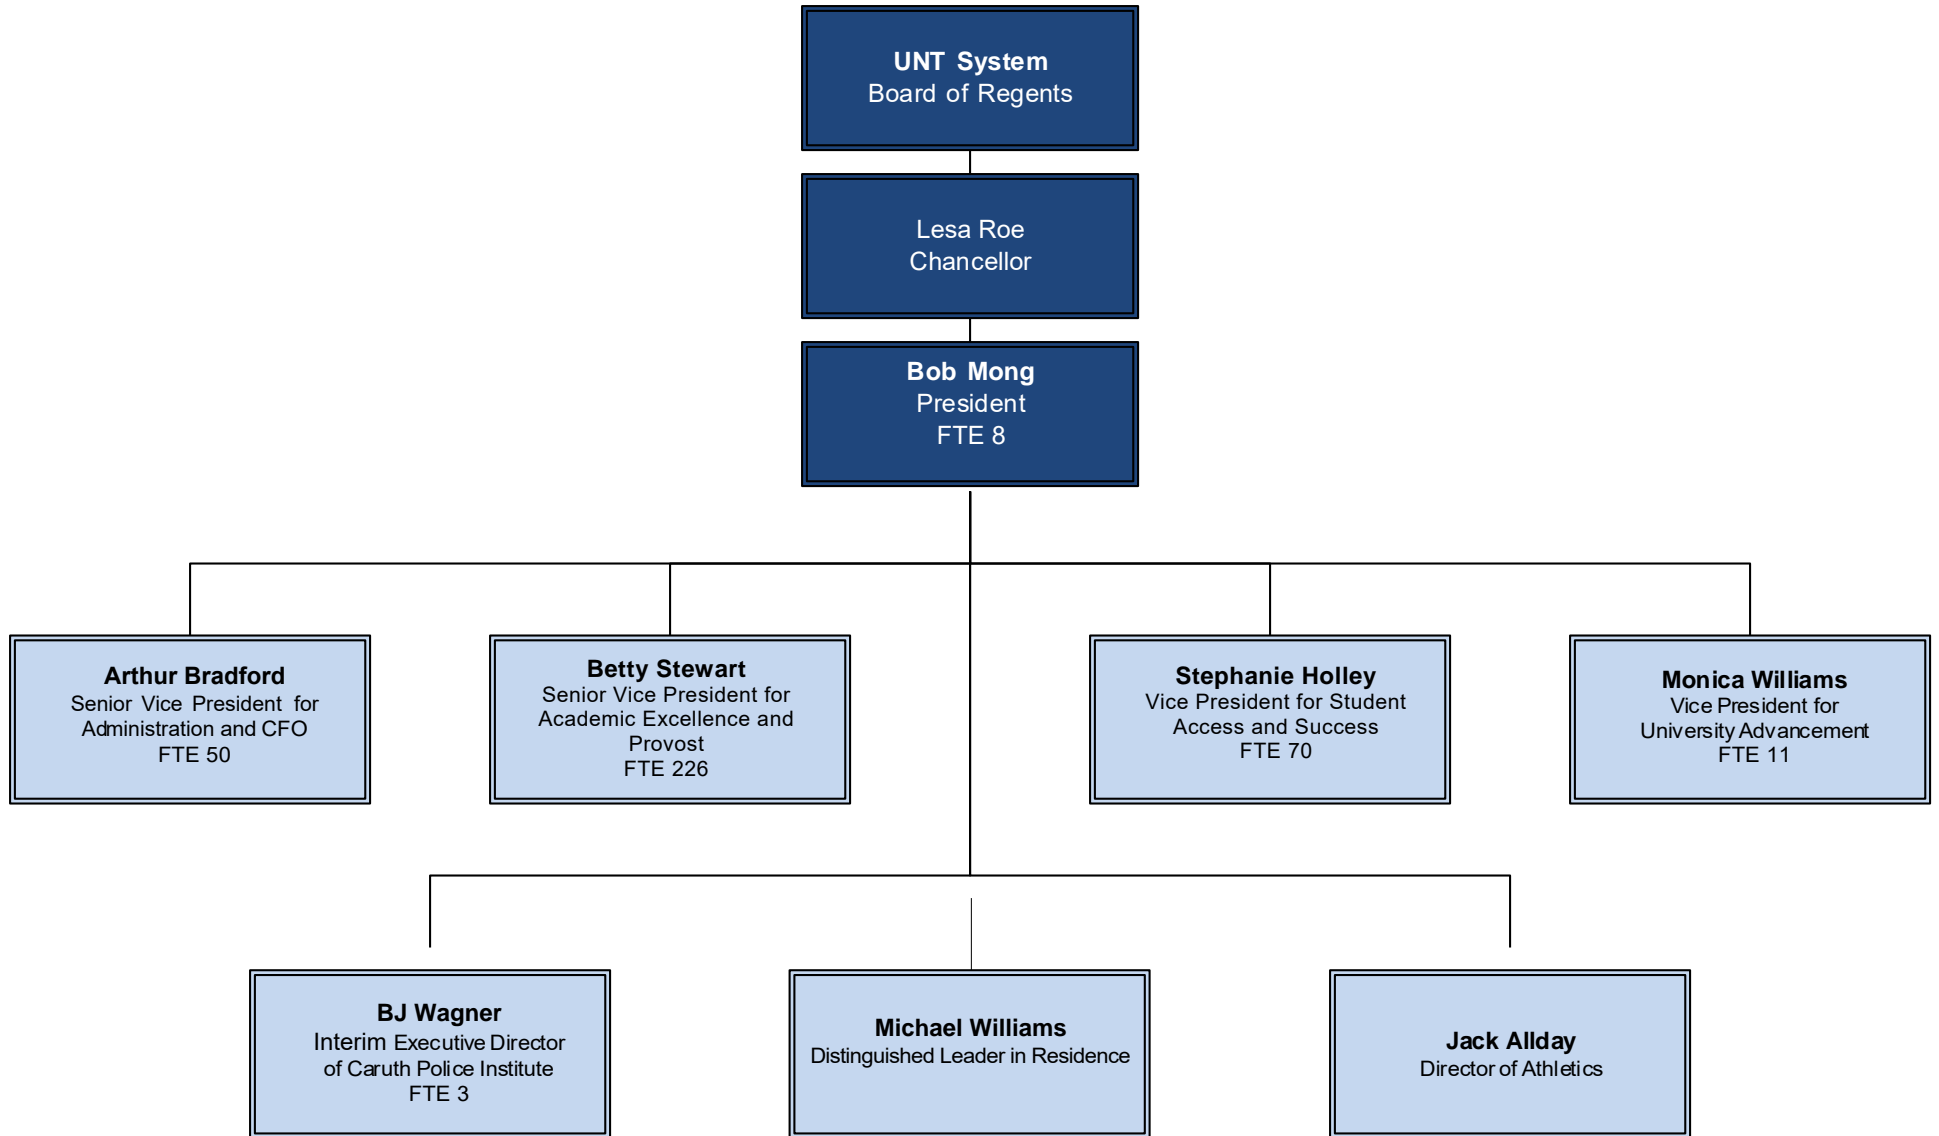 UNT System
Board of Regents
Lesa Roe
Chancellor
Bob Mong
President
FTE 8
Arthur Bradford
Senior Vice President for
Administration and CFO
FTE 50
Betty Stewart
Senior Vice President for
Academic Excellence and
Provost
FTE 226
Stephanie Holley
Vice President for Student
Access and Success
FTE 70
Monica Williams
Vice President for
University Advancement
FTE 11
BJ Wagner
Interim Executive Director
of Caruth Police Institute
FTE 3
Michael Williams
Distinguished Leader in Residence
Jack Allday
Director of Athletics